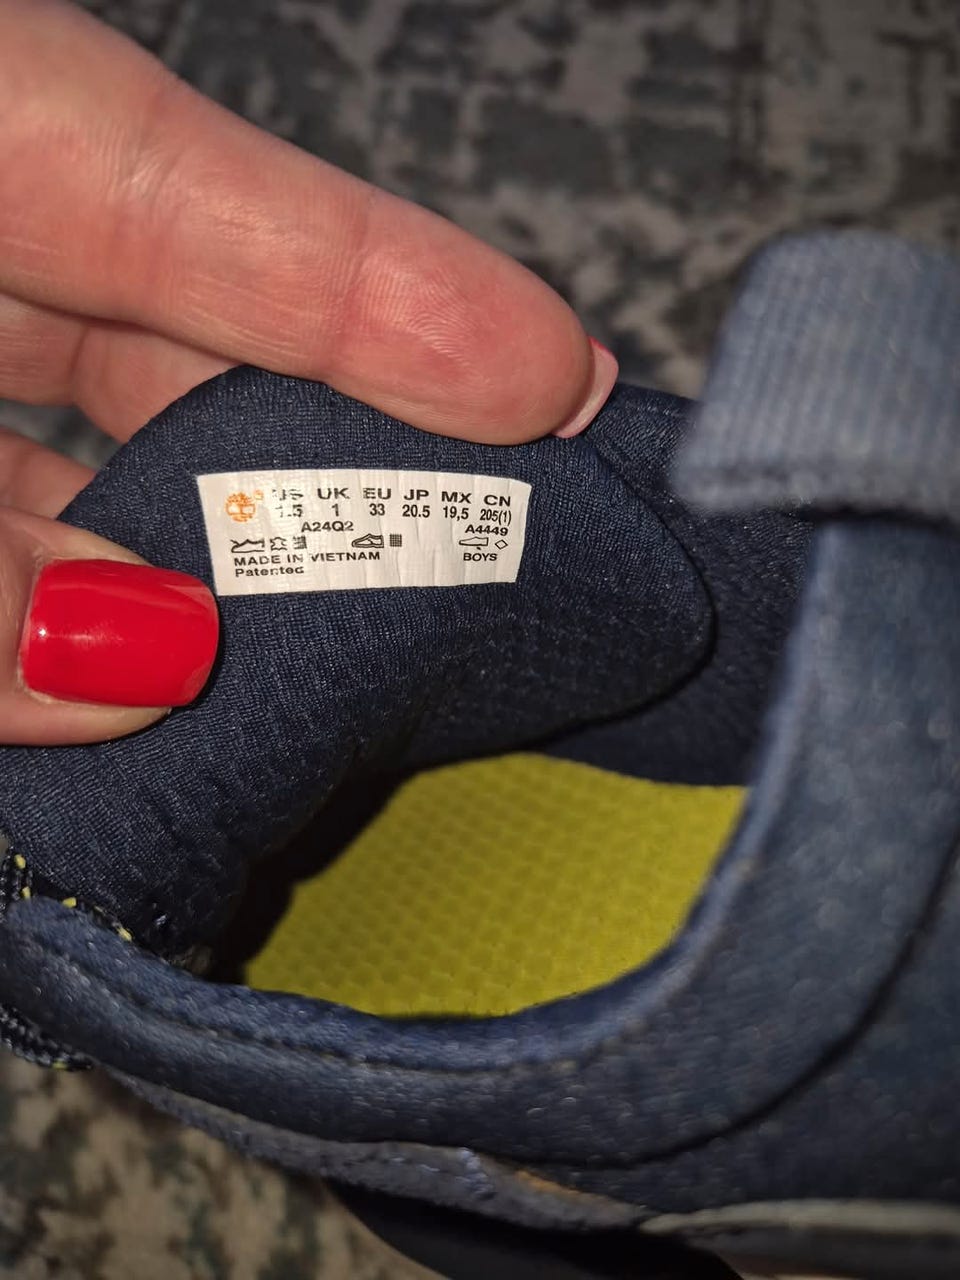 US UK EU JP MX CN
1.5 1 33 20.5 19,5 205(1)
A24Q2 A4449
BOYS
MADE IN VIETNAM
Patented